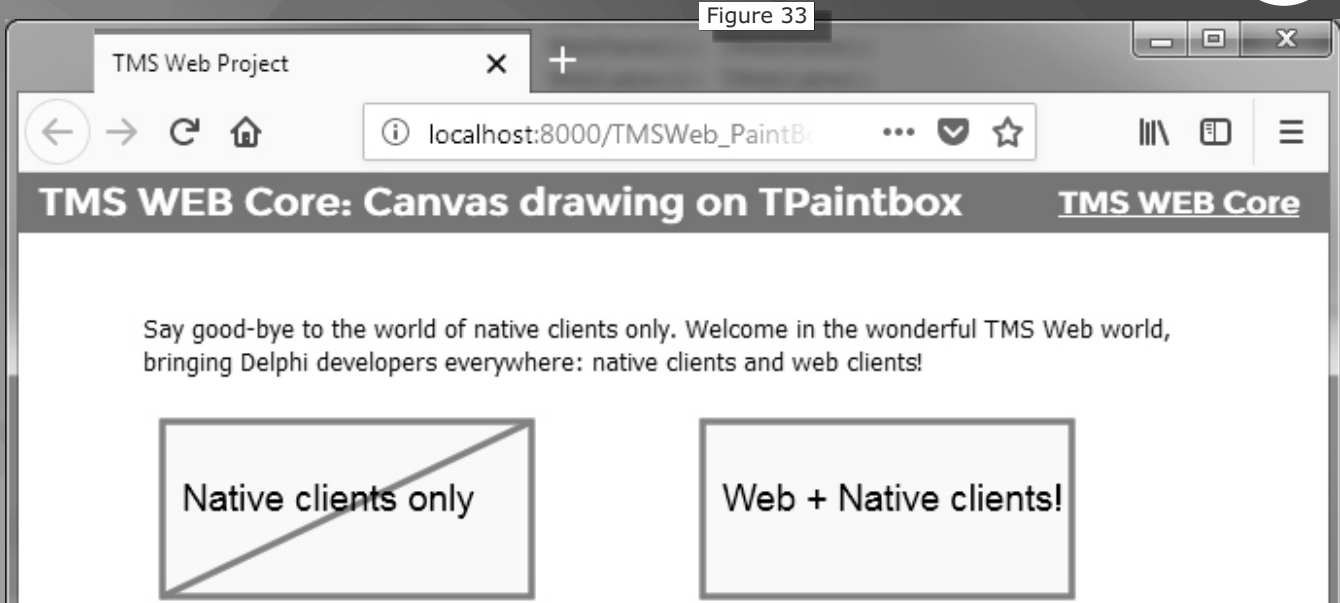 Figure 33
TMS Web Project
localhost:8000/TMSWeb_PaintB
TMS WEB Core: Canvas drawing on TPaintbox
TMS WEB Core
Say good-bye to the world of native clients only. Welcome in the wonderful TMS Web world,
bringing Delphi developers everywhere: native clients and web clients!
Native clients only
Web + Native clients!